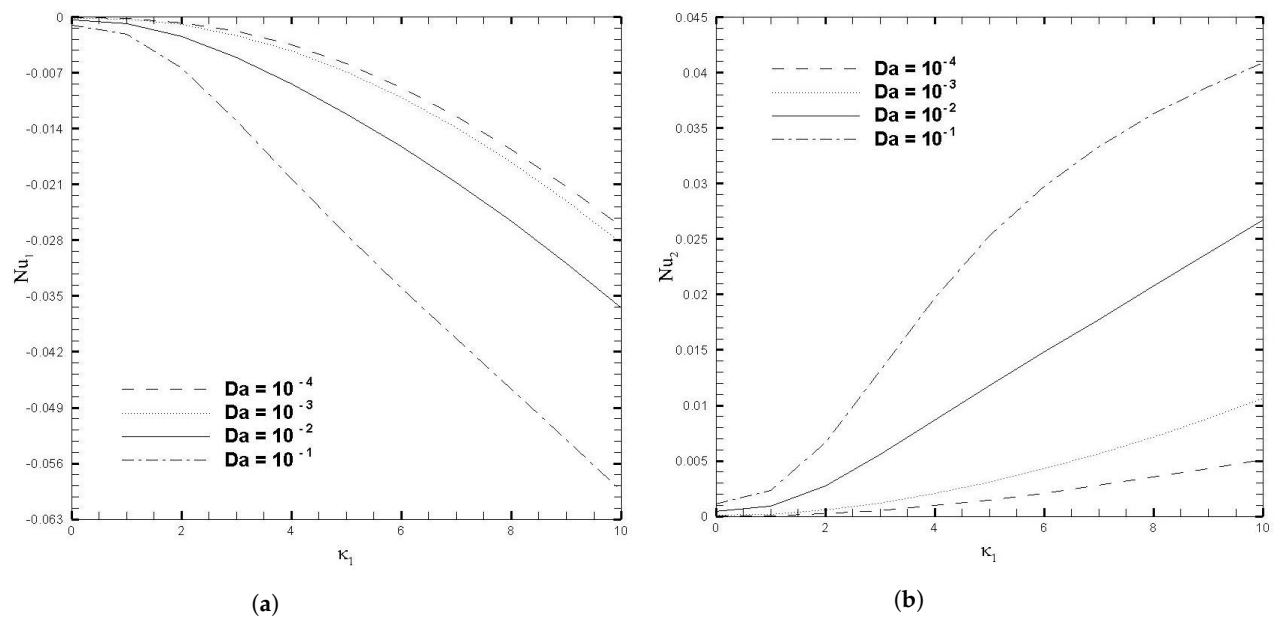 0
-0.007
-0.014
-0.021
-0.028
-0.035
-0.042
-0.049
-0.056
-0.063
Nu₁
Da = 10⁻⁴
Da = 10⁻³
Da = 10⁻²
Da = 10⁻¹
0 2 4 6 8 10
κ₁
(a)
0.045
0.04
0.035
0.03
0.025
0.02
0.015
0.01
0.005
0
Nu₂
Da = 10⁻⁴
Da = 10⁻³
Da = 10⁻²
Da = 10⁻¹
0 2 4 6 8 10
κ₁
(b)